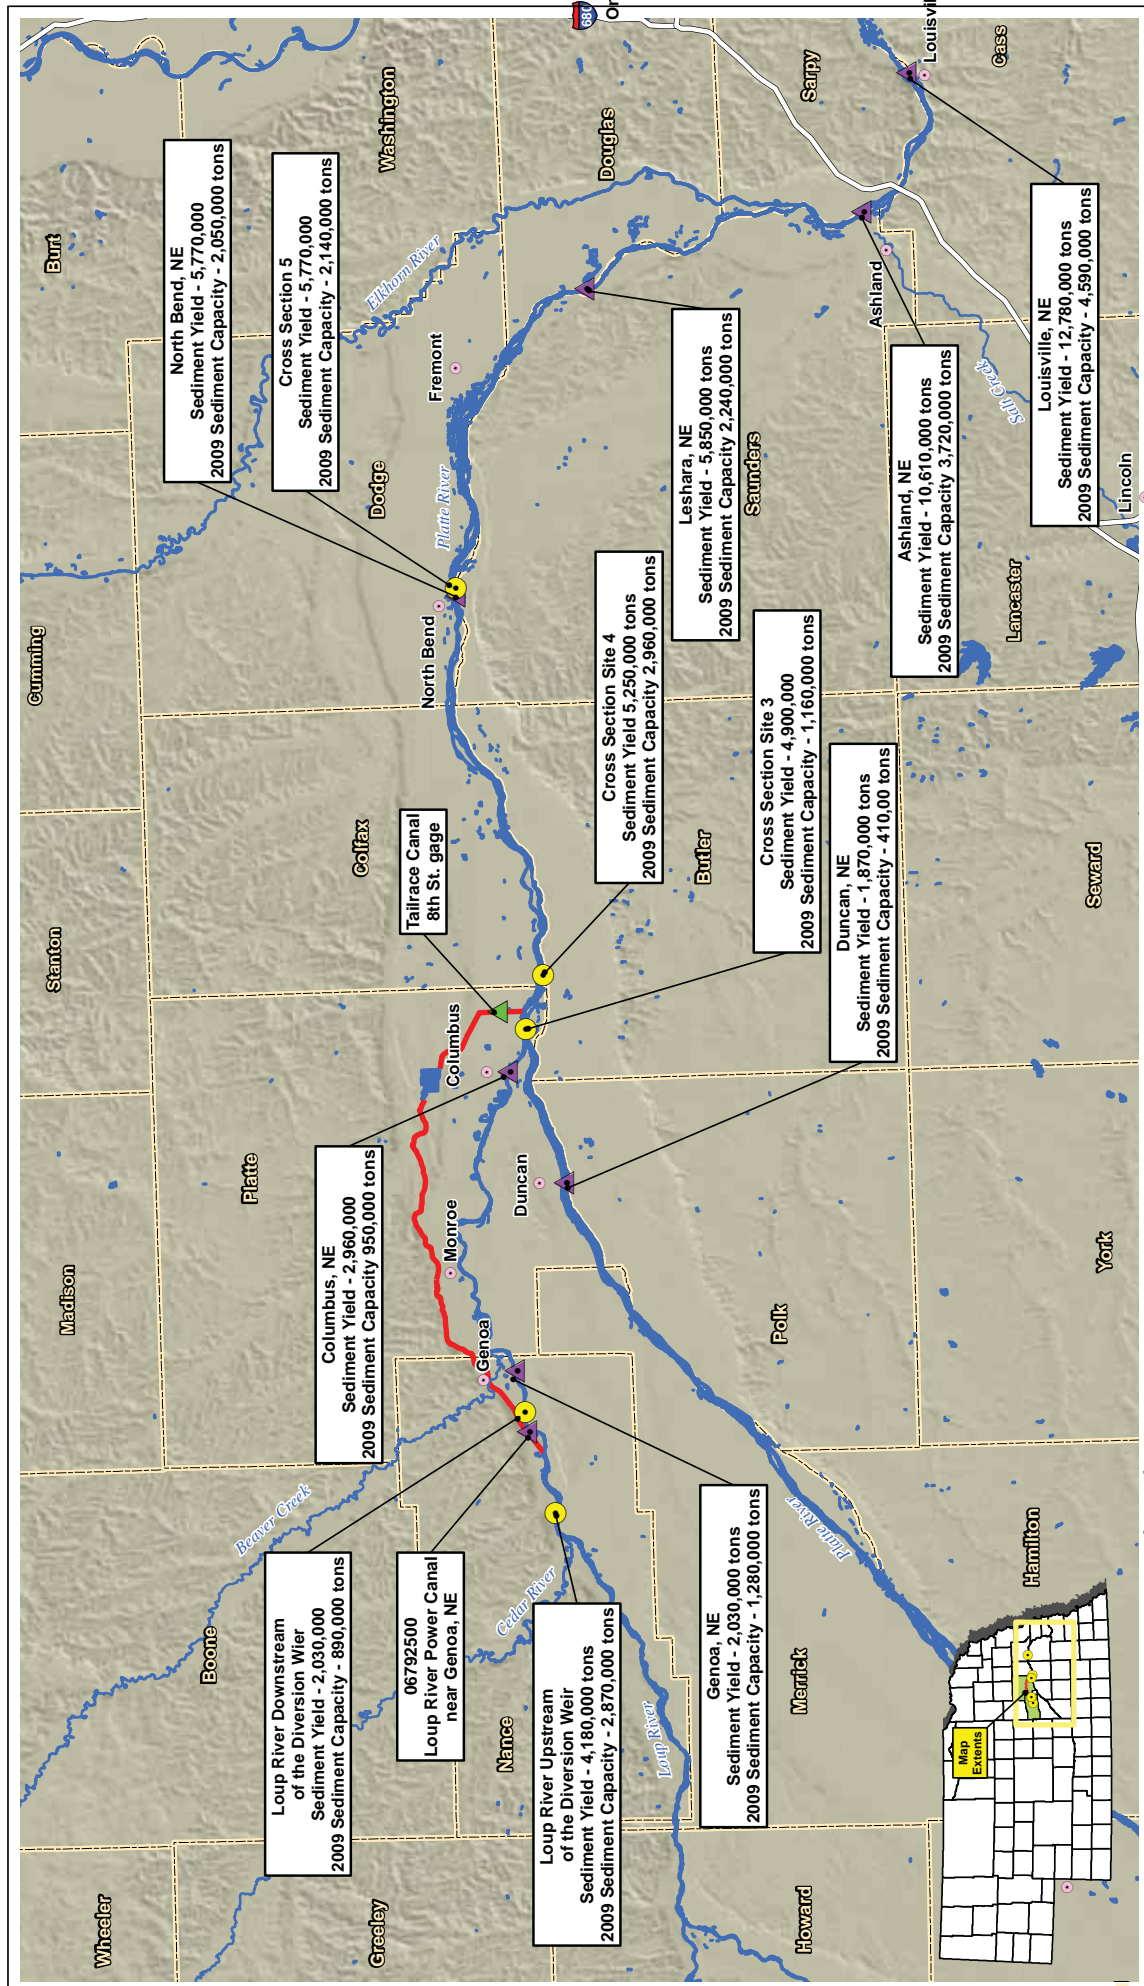 Wheeler
Madison
Stanton
Cumming
Burt
Boone
Platte
Colfax
Dodge
Washington
Greeley
Nance
Howard
Merrick
Polk
Butler
Saunders
Douglas
Sarpy
Cass
Hamilton
York
Seward
Lancaster
Beaver Creek
Cedar River
Loup River
Platte River
Platte River
Elkhorn River
Salt Creek
Genoa
Monroe
Columbus
Duncan
North Bend
Fremont
Ashland
Lincoln
680
Loup River Downstream
of the Diversion Wier
Sediment Yield - 2,030,000
2009 Sediment Capacity - 890,000 tons
06792500
Loup River Power Canal
near Genoa, NE
Loup River Upstream
of the Diversion Weir
Sediment Yield - 4,180,000 tons
2009 Sediment Capacity - 2,870,000 tons
Genoa, NE
Sediment Yield - 2,030,000 tons
2009 Sediment Capacity - 1,280,000 tons
Columbus, NE
Sediment Yield - 2,960,000
2009 Sediment Capacity 950,000 tons
Tailrace Canal
8th St. gage
Duncan, NE
Sediment Yield - 1,870,000 tons
2009 Sediment Capacity - 410,00 tons
Cross Section Site 3
Sediment Yield - 4,900,000
2009 Sediment Capacity - 1,160,000 tons
Cross Section Site 4
Sediment Yield 5,250,000 tons
2009 Sediment Capacity 2,960,000 tons
North Bend, NE
Sediment Yield - 5,770,000
2009 Sediment Capacity - 2,050,000 tons
Cross Section 5
Sediment Yield - 5,770,000
2009 Sediment Capacity - 2,140,000 tons
Leshara, NE
Sediment Yield - 5,850,000 tons
2009 Sediment Capacity 2,240,000 tons
Ashland, NE
Sediment Yield - 10,610,000 tons
2009 Sediment Capacity 3,720,000 tons
Louisville, NE
Sediment Yield - 12,780,000 tons
2009 Sediment Capacity - 4,590,000 tons
Map
Extents